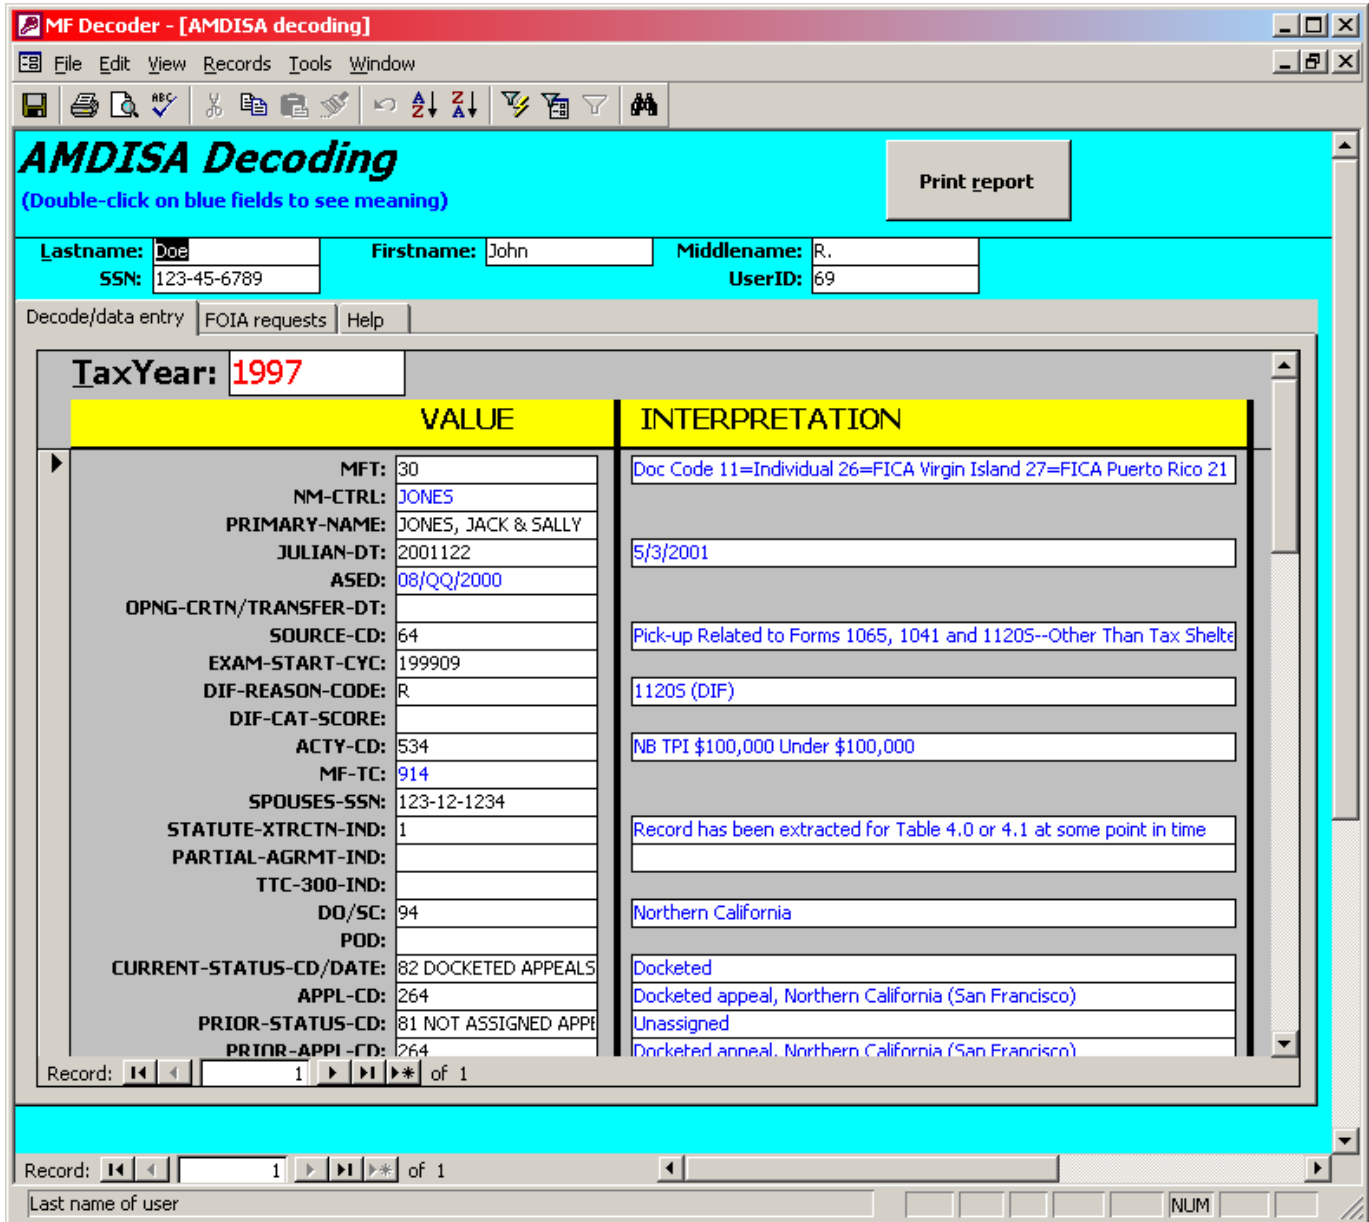 MF Decoder - [AMDISA decoding]
File Edit View Records Tools Window
AMDISA Decoding
Print report
(Double-click on blue fields to see meaning)
Lastname: Doe Firstname: John Middlename: R.
SSN: 123-45-6789 UserID: 69
Decode/data entry FOIA requests Help
TaxYear: 1997
VALUE INTERPRETATION
MFT: 30 Doc Code 11=Individual 26=FICA Virgin Island 27=FICA Puerto Rico 21
NM-CTRL: JONES
PRIMARY-NAME: JONES, JACK & SALLY
JULIAN-DT: 2001122 5/3/2001
ASED: 08/QQ/2000
OPNG-CRTN/TRANSFER-DT:
SOURCE-CD: 64 Pick-up Related to Forms 1065, 1041 and 1120S--Other Than Tax Shelte
EXAM-START-CYC: 199909
DIF-REASON-CODE: R 1120S (DIF)
DIF-CAT-SCORE:
ACTY-CD: 534 NB TPI $100,000 Under $100,000
MF-TC: 914
SPOUSES-SSN: 123-12-1234
STATUTE-XTRCTN-IND: 1 Record has been extracted for Table 4.0 or 4.1 at some point in time
PARTIAL-AGRMT-IND:
TTC-300-IND:
DO/SC: 94 Northern California
POD:
CURRENT-STATUS-CD/DATE: 82 DOCKETED APPEALS Docketed
APPL-CD: 264 Docketed appeal, Northern California (San Francisco)
PRIOR-STATUS-CD: 81 NOT ASSIGNED APPE Unassigned
PRIOR-APPL-CD: 264 Docketed appeal, Northern California (San Francisco)
Record: 1 of 1
Record: 1 of 1
Last name of user NUM